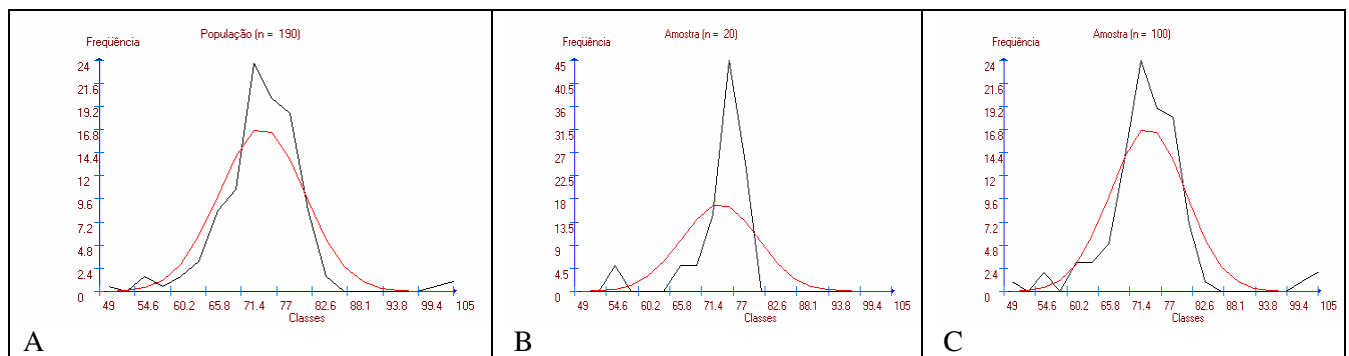 População (n = 190)
Freqüência
24
21.6
19.2
16.8
14.4
12
9.6
7.2
4.8
2.4
0
49 54.6 60.2 65.8 71.4 77 82.6 88.1 93.8 99.4 105
Classes
A
Amostra (n = 20)
Freqüência
45
40.5
36
31.5
27
22.5
18
13.5
9
4.5
0
49 54.6 60.2 65.8 71.4 77 82.6 88.1 93.8 99.4 105
Classes
B
Amostra (n = 100)
Freqüência
24
21.6
19.2
16.8
14.4
12
9.6
7.2
4.8
2.4
0
49 54.6 60.2 65.8 71.4 77 82.6 88.1 93.8 99.4 105
Classes
C